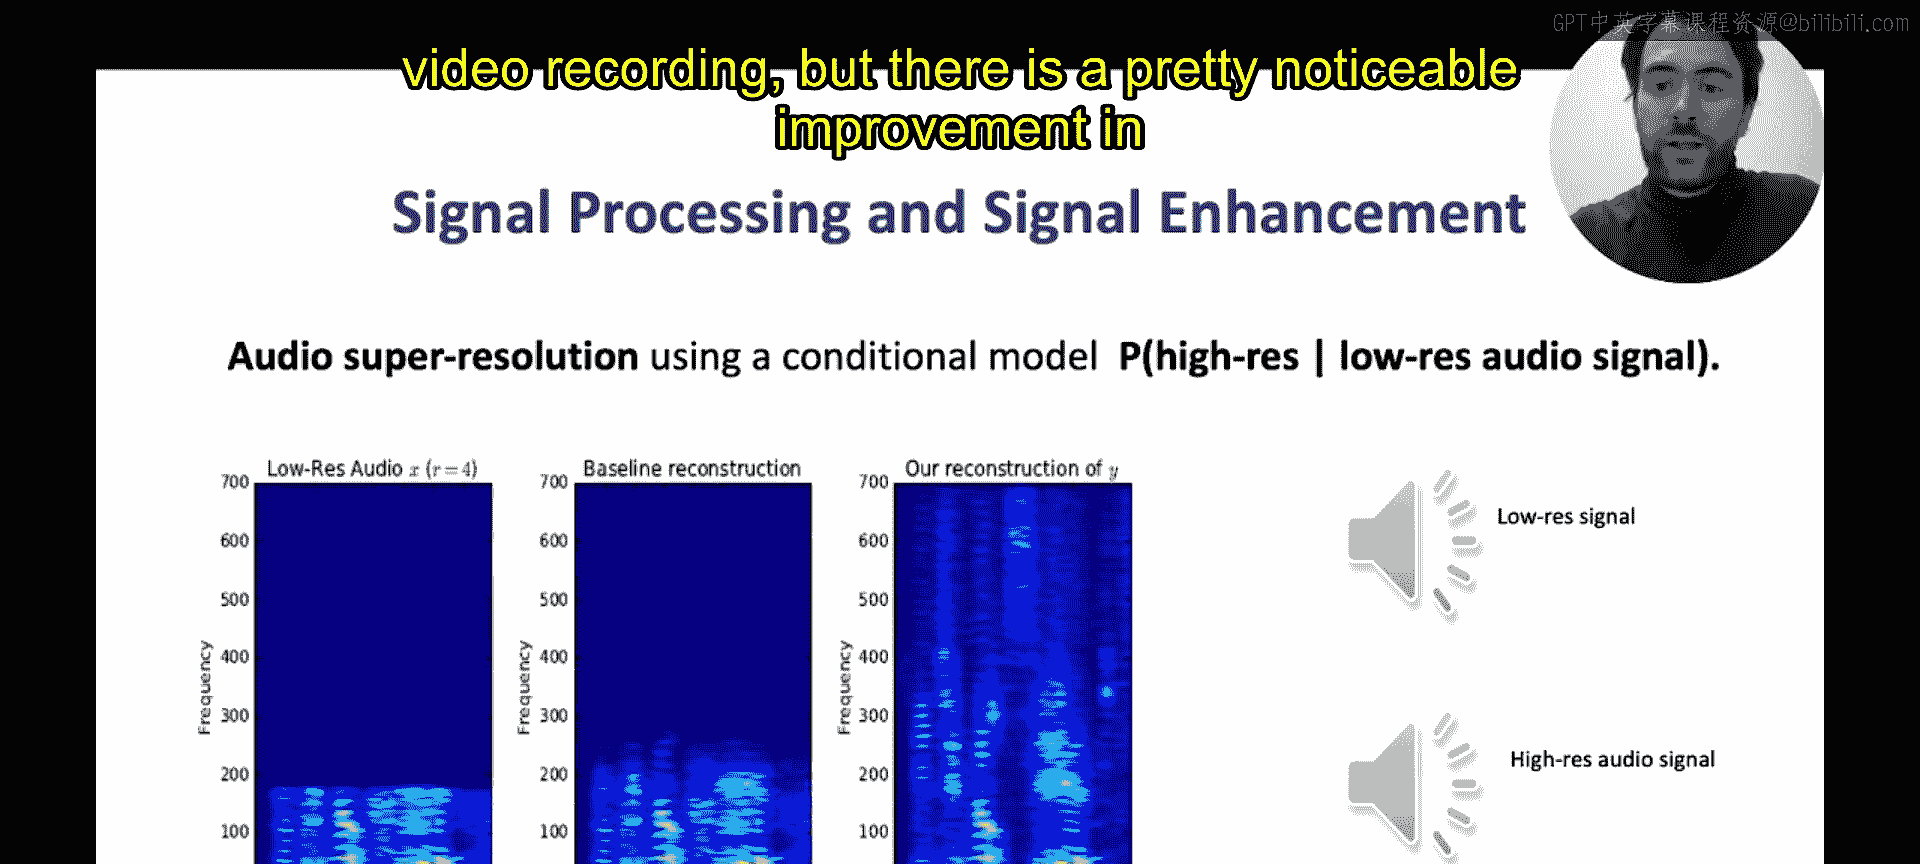 GPT中英字幕课程资源@bilibili.com
video recording, but there is a pretty noticeable
improvement in
Signal Processing and Signal Enhancement
Audio super-resolution using a conditional model P(high-res | low-res audio signal).
Low-Res Audio x (r=4)
700
600
500
400
300
200
100
Frequency
Baseline reconstruction
700
600
500
400
300
200
100
Frequency
Our reconstruction of y
700
600
500
400
300
200
100
Frequency
Low-res signal
High-res audio signal